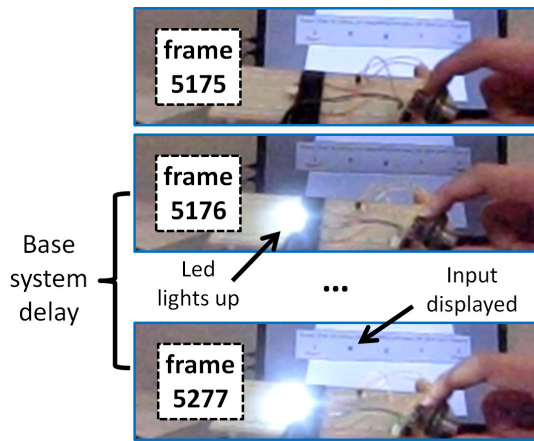 frame
5175
frame
5176
Base
system
delay
Led
lights up
...
Input
displayed
frame
5277